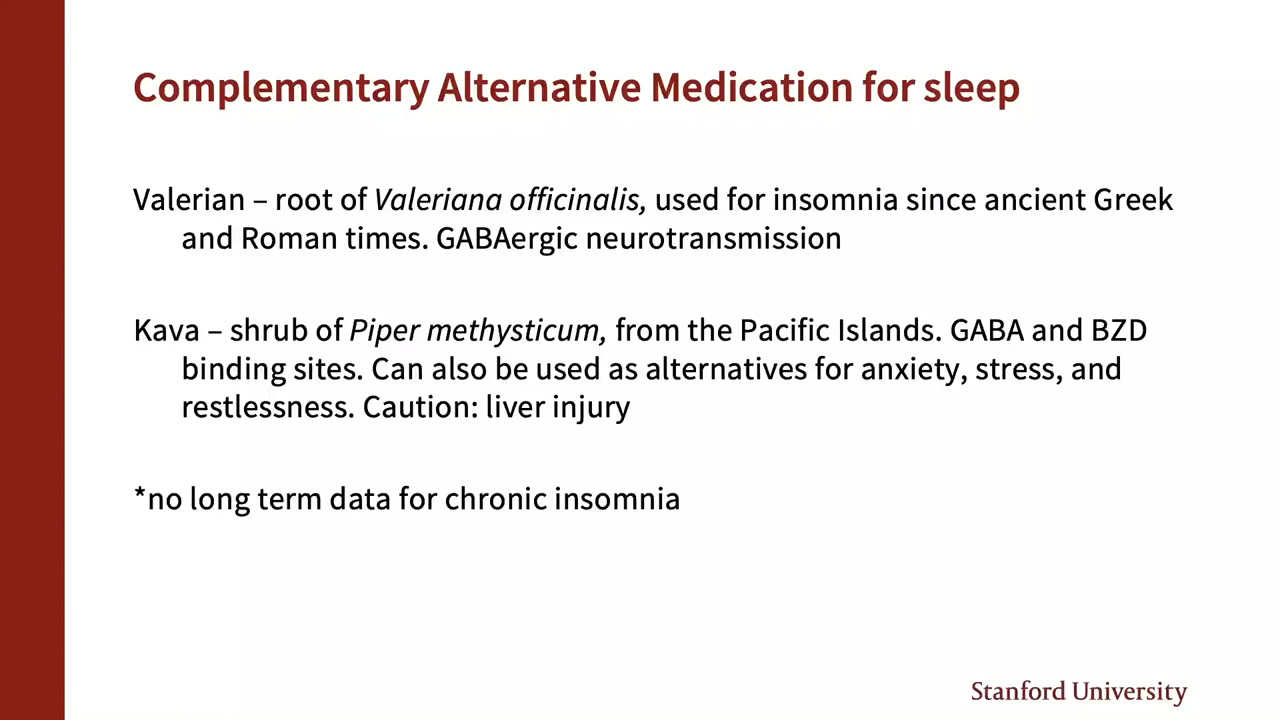 Complementary Alternative Medication for sleep
Valerian – root of Valeriana officinalis, used for insomnia since ancient Greek
and Roman times. GABAergic neurotransmission
Kava – shrub of Piper methysticum, from the Pacific Islands. GABA and BZD
binding sites. Can also be used as alternatives for anxiety, stress, and
restlessness. Caution: liver injury
*no long term data for chronic insomnia
Stanford University